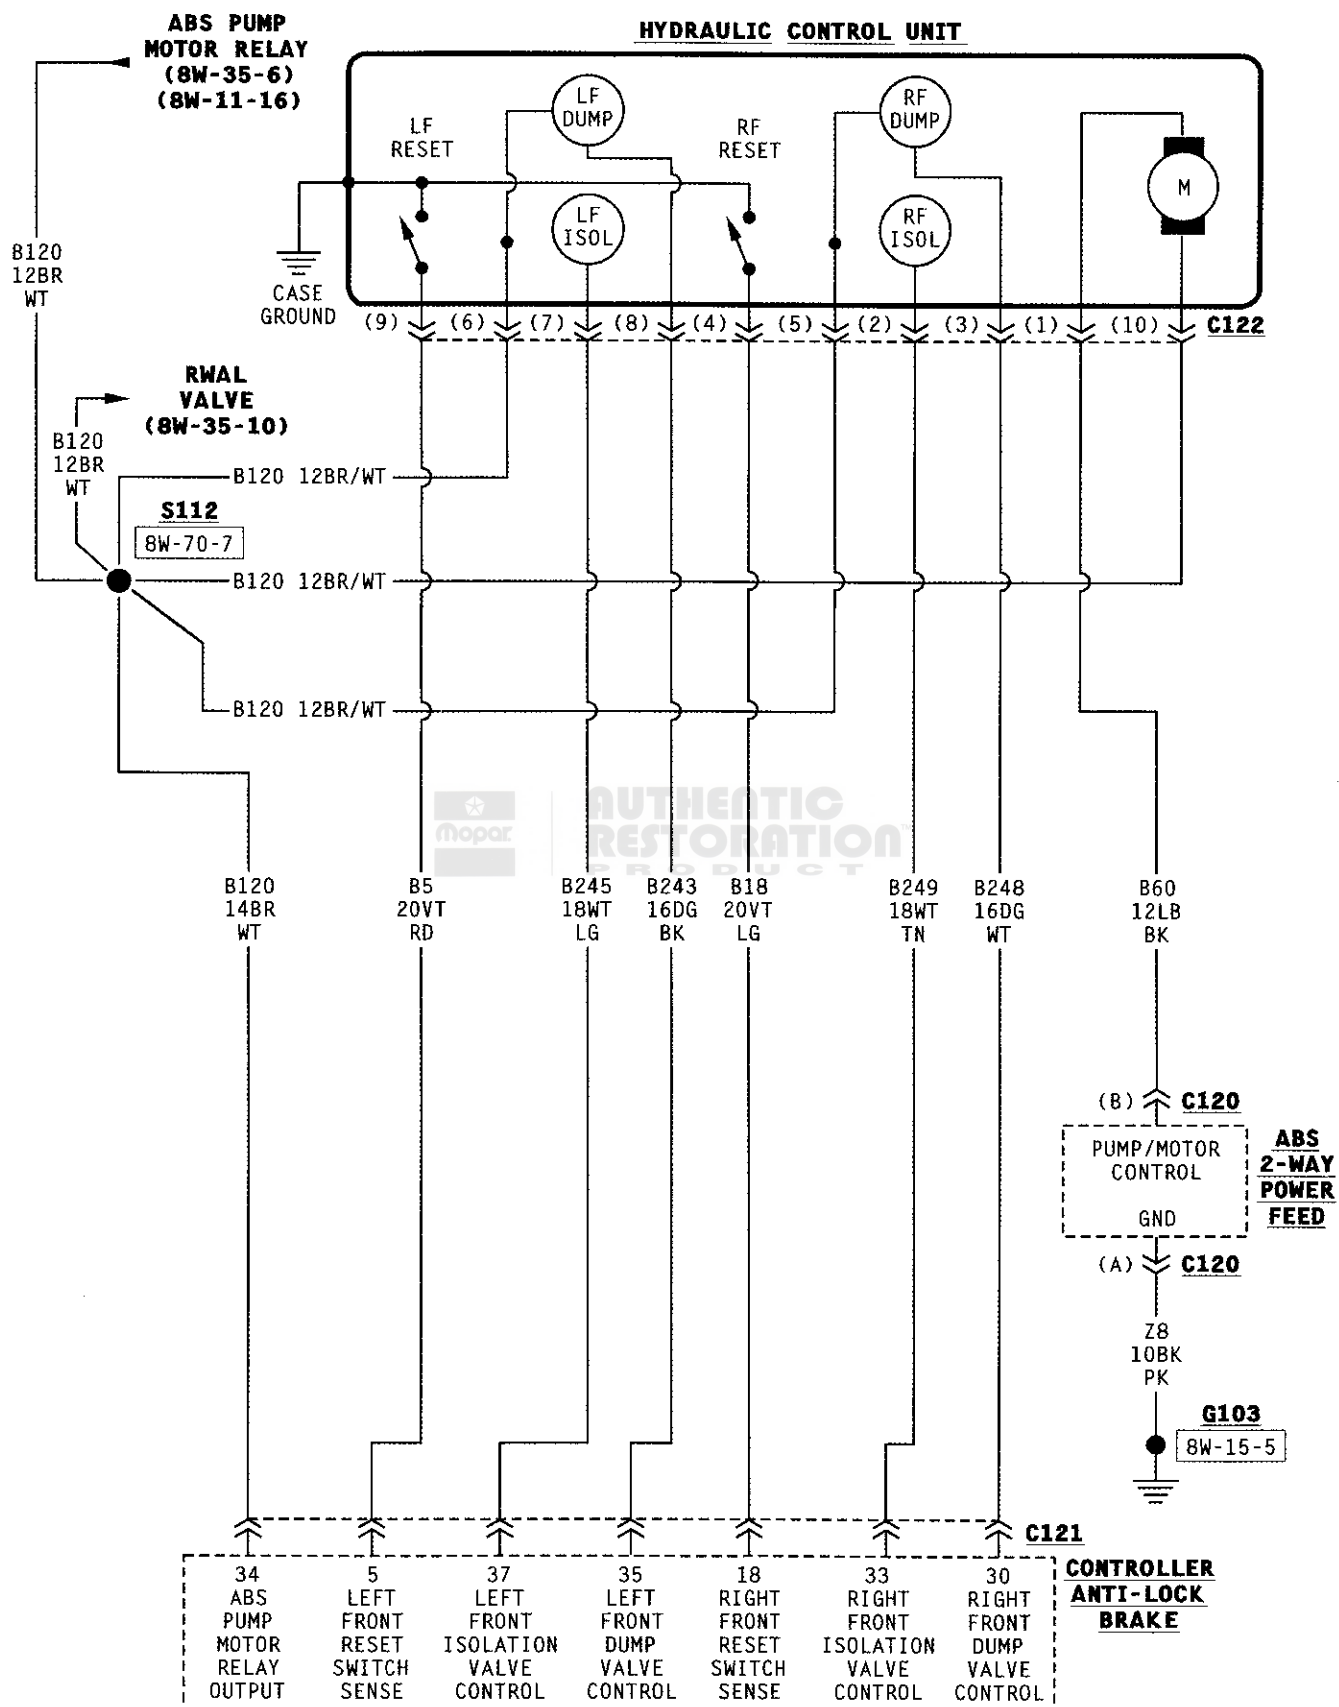 ABS PUMP
MOTOR RELAY
(8W-35-6)
(8W-11-16)
HYDRAULIC CONTROL UNIT
LF
RESET
LF
DUMP
RF
RESET
RF
DUMP
M
LF
ISOL
RF
ISOL
B120
12BR
WT
CASE
GROUND
(9) (6) (7) (8) (4) (5) (2) (3) (1) (10) C122
RWAL
VALVE
(8W-35-10)
B120
12BR
WT
B120 12BR/WT
S112
8W-70-7
B120 12BR/WT
B120 12BR/WT
Mopar
AUTHENTIC
RESTORATION™
PRODUCT
B120
14BR
WT
B5
20VT
RD
B245
18WT
LG
B243
16DG
BK
B18
20VT
LG
B249
18WT
TN
B248
16DG
WT
B60
12LB
BK
(B) C120
PUMP/MOTOR
CONTROL
GND
ABS
2-WAY
POWER
FEED
(A) C120
Z8
10BK
PK
G103
8W-15-5
C121
CONTROLLER
ANTI-LOCK
BRAKE
34
ABS
PUMP
MOTOR
RELAY
OUTPUT
5
LEFT
FRONT
RESET
SWITCH
SENSE
37
LEFT
FRONT
ISOLATION
VALVE
CONTROL
35
LEFT
FRONT
DUMP
VALVE
CONTROL
18
RIGHT
FRONT
RESET
SWITCH
SENSE
33
RIGHT
FRONT
ISOLATION
VALVE
CONTROL
30
RIGHT
FRONT
DUMP
VALVE
CONTROL